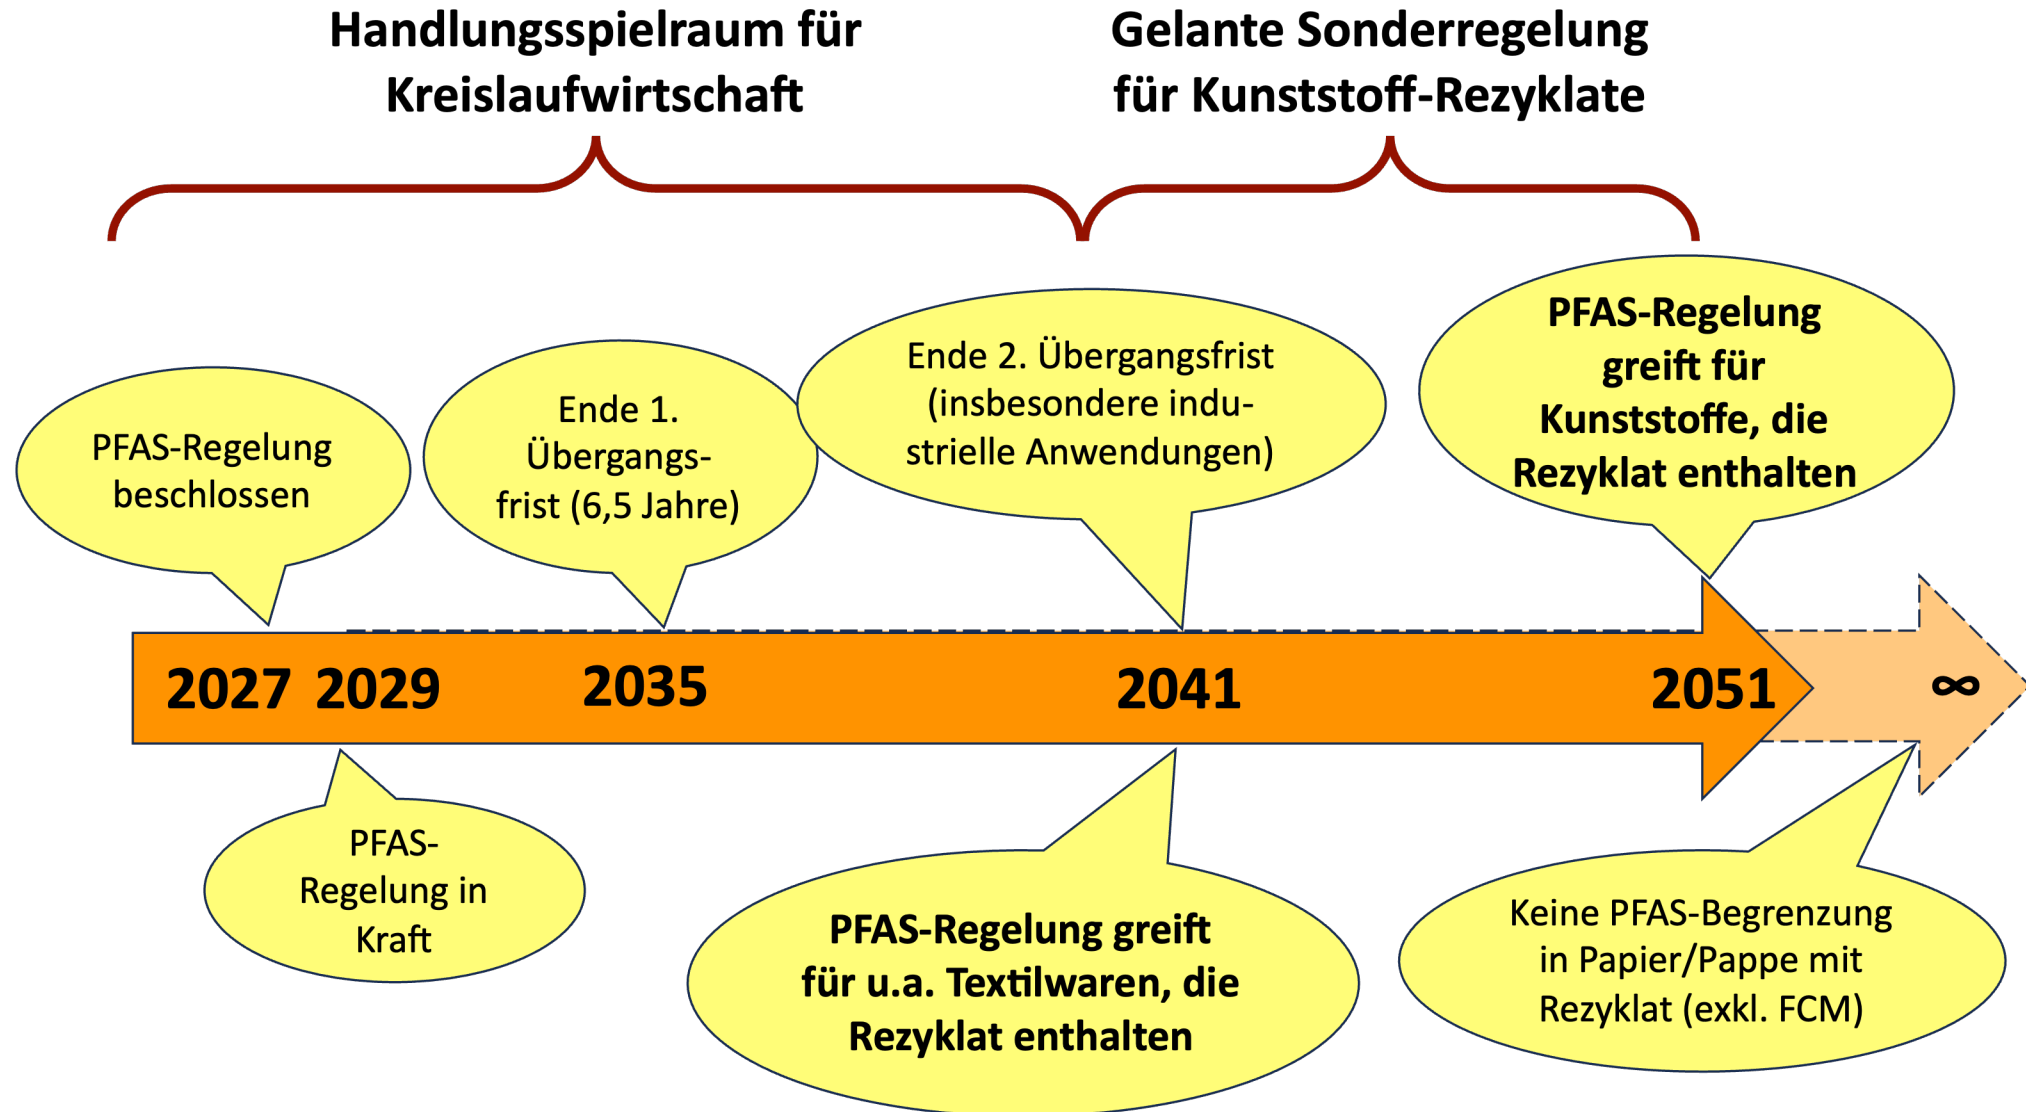 Handlungsspielraum für
Kreislaufwirtschaft
Gelante Sonderregelung
für Kunststoff-Rezyklate
PFAS-Regelung
beschlossen
Ende 1.
Übergangs-
frist (6,5 Jahre)
Ende 2. Übergangsfrist
(insbesondere indu-
strielle Anwendungen)
PFAS-Regelung
greift für
Kunststoffe, die
Rezyklat enthalten
2027 2029 2035 2041 2051 ∞
PFAS-
Regelung in
Kraft
PFAS-Regelung greift
für u.a. Textilwaren, die
Rezyklat enthalten
Keine PFAS-Begrenzung
in Papier/Pappe mit
Rezyklat (exkl. FCM)